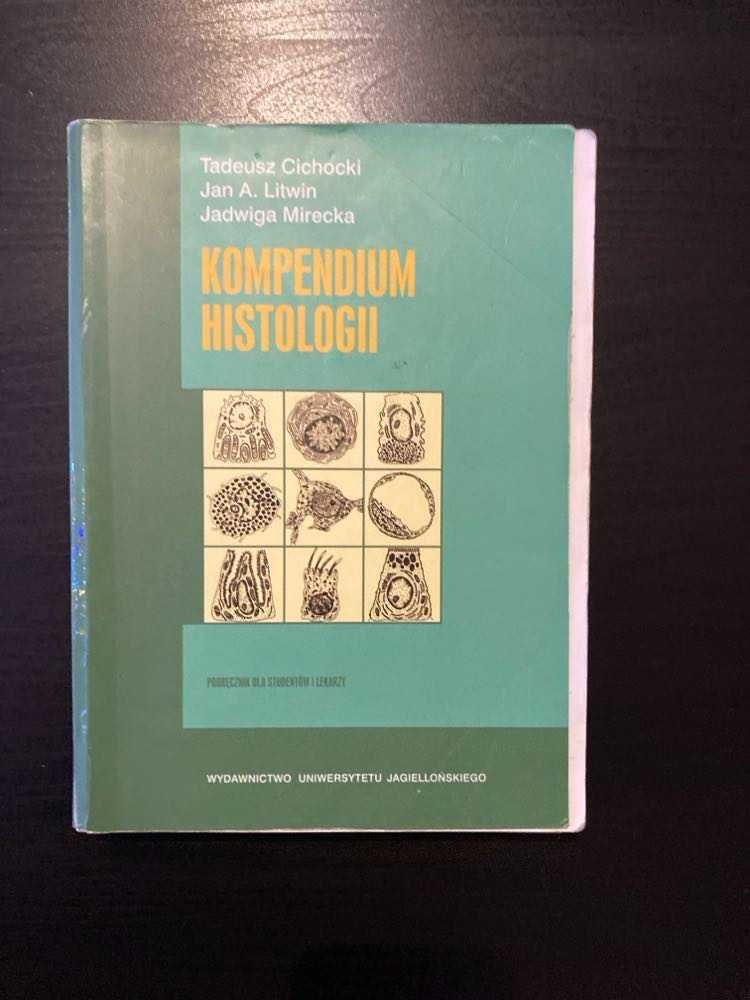 Tadeusz Cichocki
Jan A. Litwin
Jadwiga Mirecka
KOMPENDIUM
HISTOLOGII
PODRĘCZNIK DLA STUDENTÓW I LEKARZY
WYDAWNICTWO UNIWERSYTETU JAGIELLOŃSKIEGO